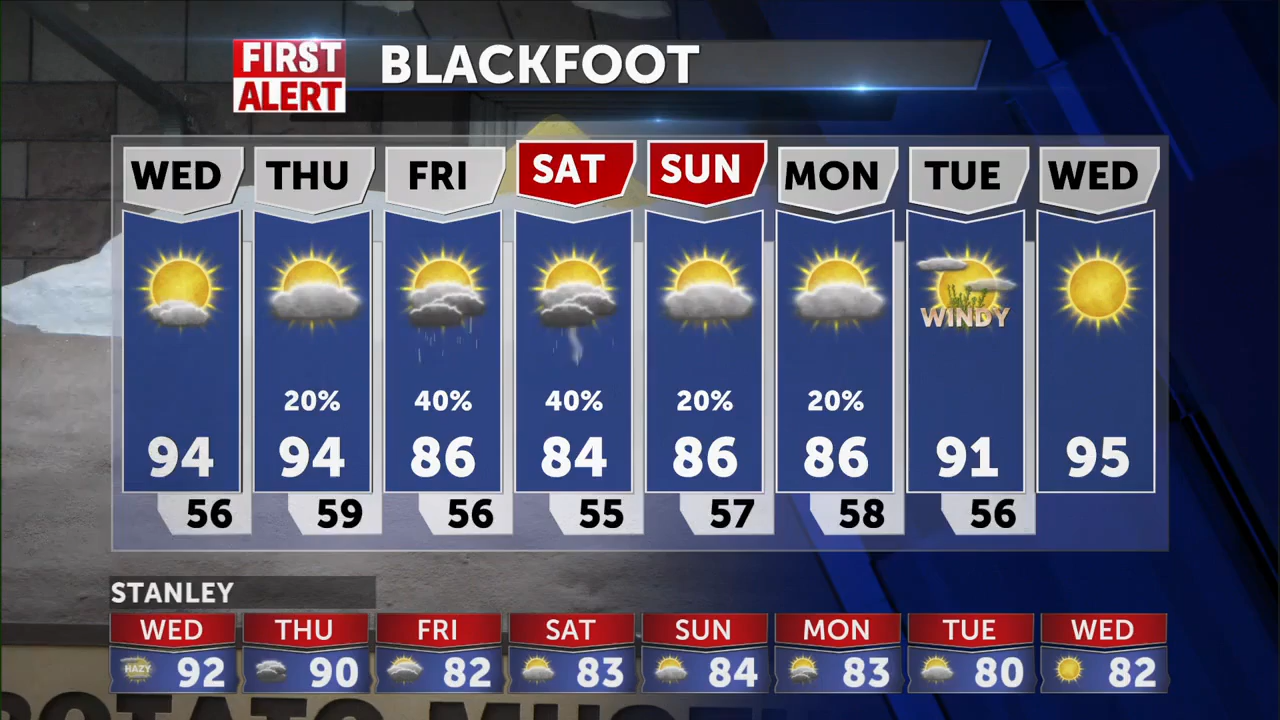 FIRST
ALERT
BLACKFOOT
WED THU FRI SAT SUN MON TUE WED
WINDY
20% 40% 40% 20% 20%
94 94 86 84 86 86 91 95
56 59 56 55 57 58 56
STANLEY
WED THU FRI SAT SUN MON TUE WED
HAZY
92 90 82 83 84 83 80 82
POTATO